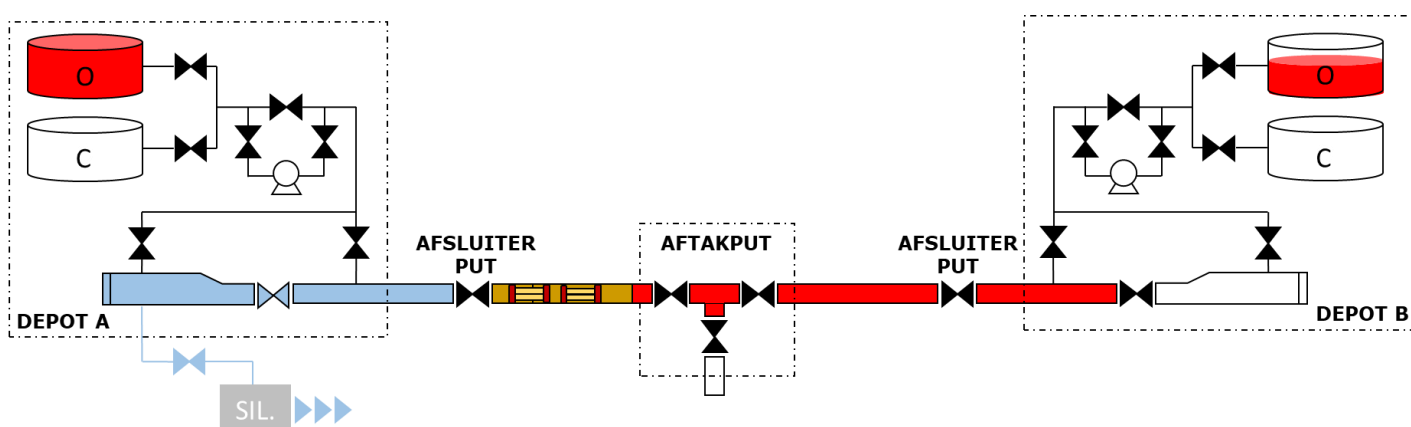 O
C
DEPOT A
SIL.
AFSLUITER
PUT
AFTAKPUT
AFSLUITER
PUT
O
C
DEPOT B